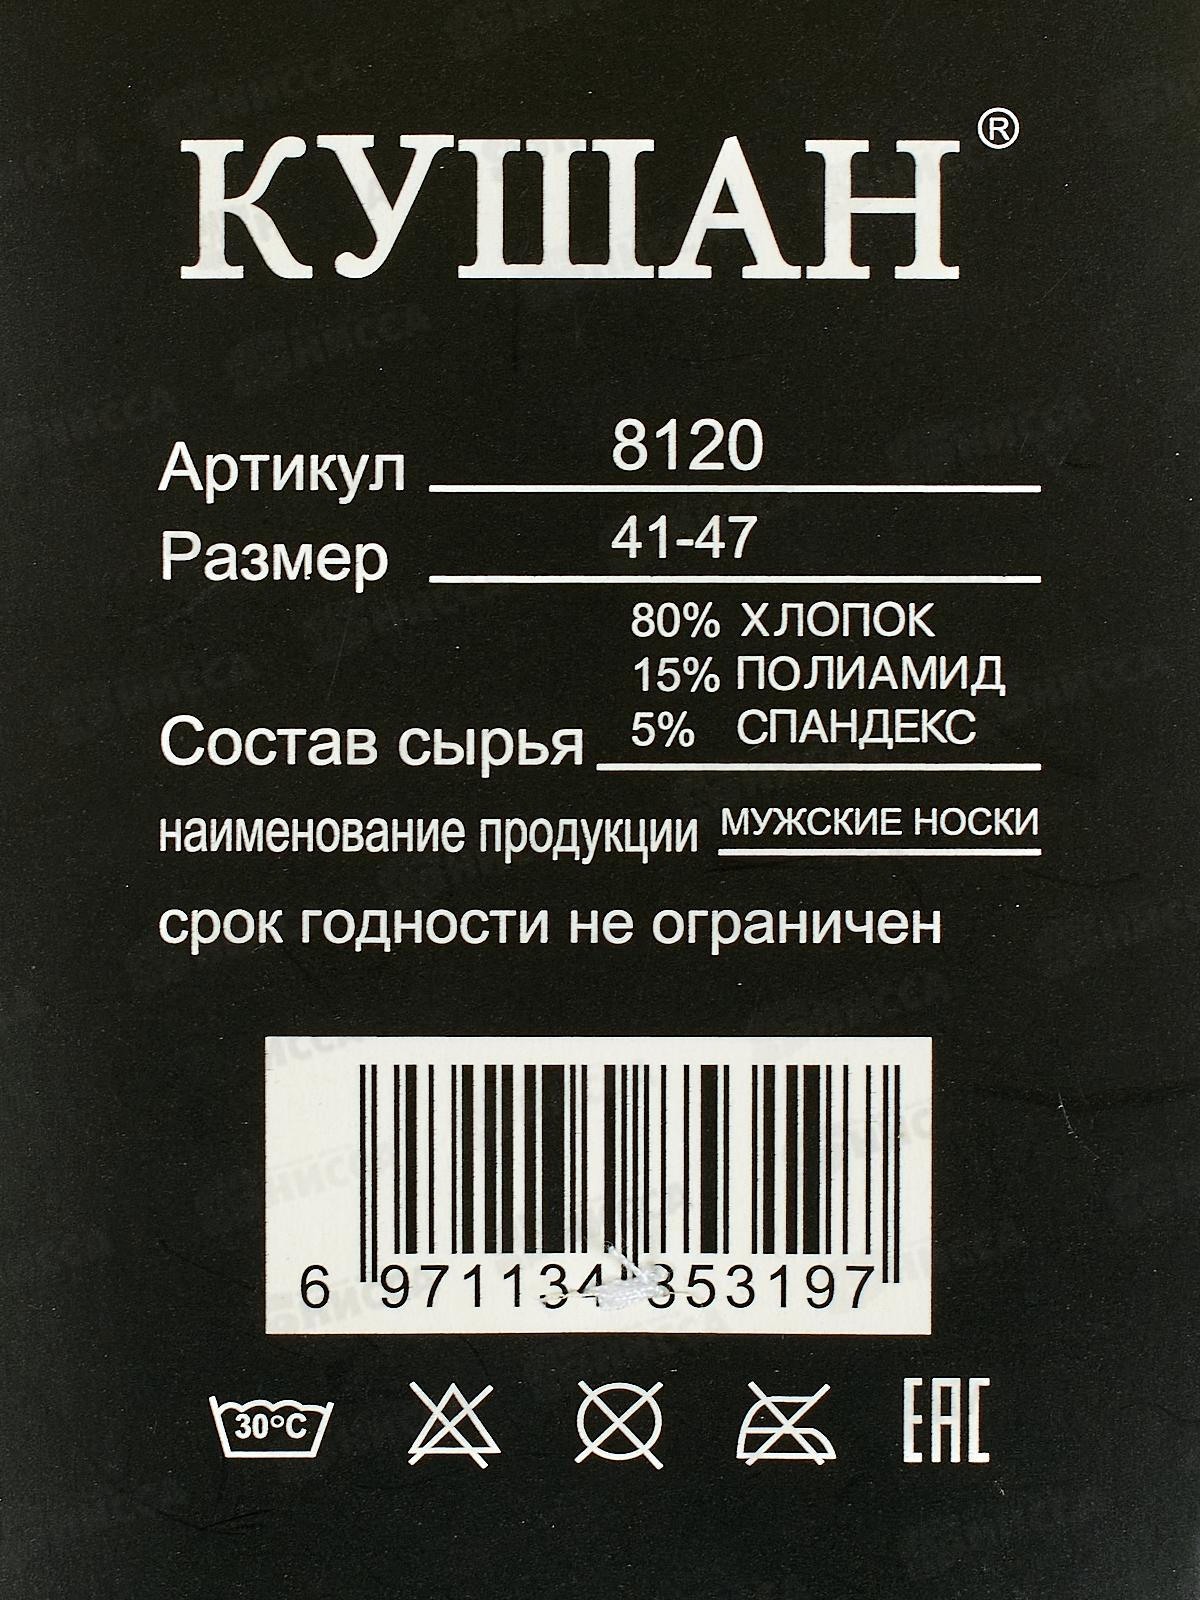 КУШАН®
Артикул 8120
Размер 41-47
80% ХЛОПОК
15% ПОЛИАМИД
Состав сырья 5% СПАНДЕКС
наименование продукции МУЖСКИЕ НОСКИ
срок годности не ограничен
6 971134 353197
30°C EAC